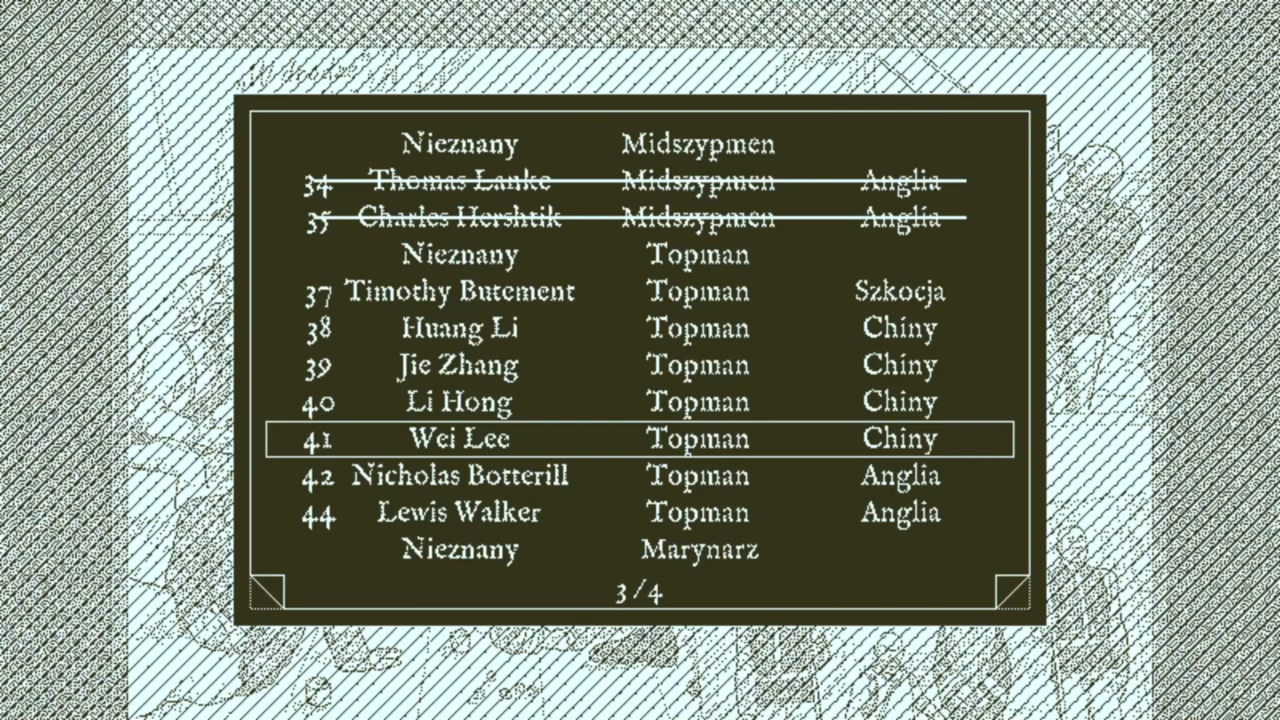 W drodze
Nieznany Midszypmen
34 Thomas Lanke Midszypmen Anglia
35 Charles Hershtik Midszypmen Anglia
Nieznany Topman
37 Timothy Butement Topman Szkocja
38 Huang Li Topman Chiny
39 Jie Zhang Topman Chiny
40 Li Hong Topman Chiny
41 Wei Lee Topman Chiny
42 Nicholas Botterill Topman Anglia
44 Lewis Walker Topman Anglia
Nieznany Marynarz
3/4